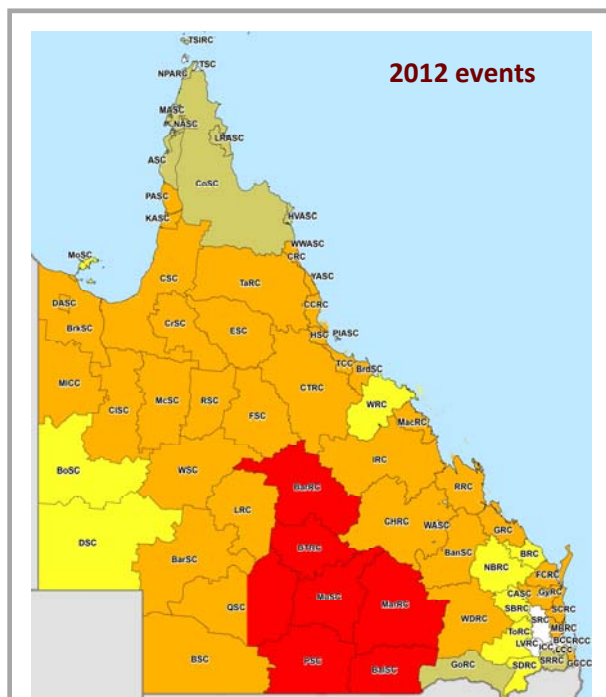 TSIRC
TSC
2012 events
NPARC
MASC
NASC
LRASC
ASC
CoSC
PASC
KASC
HVASC
WWASC
MoSC
CRC
CSC
TaRC
YASC
CCRC
DASC
BrkSC
CrSC
ESC
HSC
PIASC
TCC
BrdSC
MICC
CISC
McSC
RSC
FSC
CTRC
WRC
MacRC
BoSC
WSC
IRC
BarRC
RRC
LRC
CHRC
WASC
GRC
DSC
BTRC
BanSC
BRC
BarSC
NBRC
FCRC
QSC
MuSC
MarRC
WDRC
CASC
GyRC
SBRC
SRC
SCRC
ToRC
MBRC
LVRC
ICC
BCC
RCC
LCC
BSC
PSC
BalSC
GoRC
SDRC
SRRC
GCCC